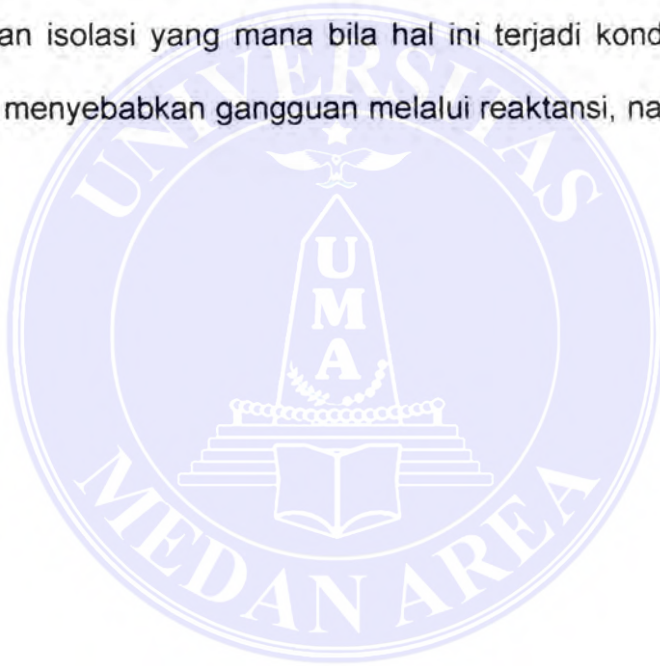 an isolasi yang mana bila hal ini terjadi kond
menyebabkan gangguan melalui reaktansi, na
UNIVERSITAS
UMA
MEDAN AREA